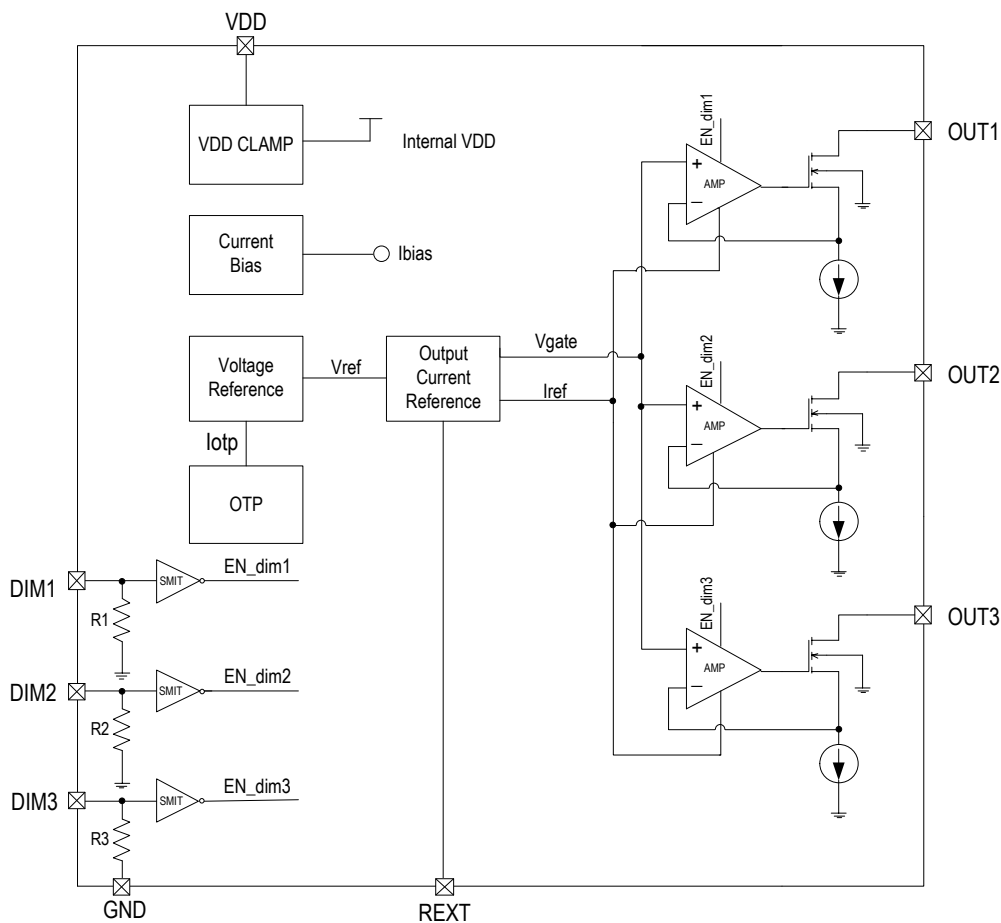 VDD
VDD CLAMP
Internal VDD
EN_dim1
+
AMP
−
OUT1
Current
Bias
Ibias
Voltage
Reference
Vref
Output
Current
Reference
Vgate
Iref
EN_dim2
+
AMP
−
OUT2
Iotp
OTP
DIM1
SMIT
EN_dim1
R1
EN_dim3
+
AMP
−
OUT3
DIM2
SMIT
EN_dim2
R2
DIM3
SMIT
EN_dim3
R3
GND
REXT